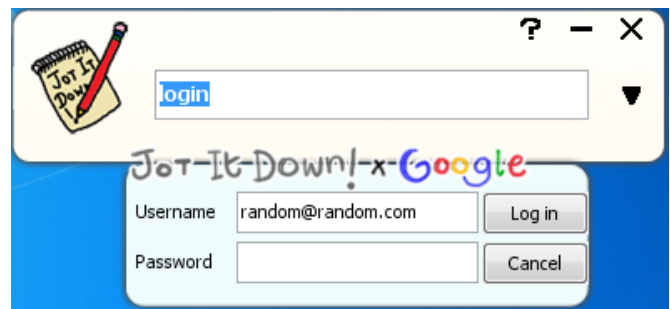 ?
JOT IT
DOWN!
login
Jot It Down! x Google
Username random@random.com Log in
Password Cancel